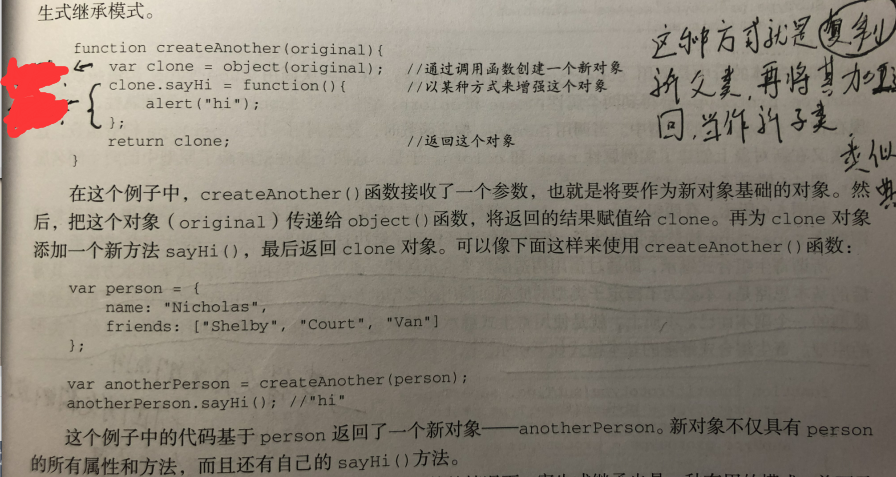 生式继承模式。
function createAnother(original){
var clone = object(original); //通过调用函数创建一个新对象
clone.sayHi = function(){ //以某种方式来增强这个对象
alert("hi");
};
return clone; //返回这个对象
}
这种方式就是复制
新父类,再将其加工返
回,当作新子类
类似
在这个例子中,createAnother()函数接收了一个参数,也就是将要作为新对象基础的对象。然
后,把这个对象(original)传递给 object()函数,将返回的结果赋值给 clone。再为 clone 对象
添加一个新方法 sayHi(),最后返回 clone 对象。可以像下面这样来使用 createAnother()函数:
var person = {
name: "Nicholas",
friends: ["Shelby", "Court", "Van"]
};
var anotherPerson = createAnother(person);
anotherPerson.sayHi(); //"hi"
这个例子中的代码基于 person 返回了一个新对象——anotherPerson。新对象不仅具有 person
的所有属性和方法,而且还有自己的 sayHi()方法。